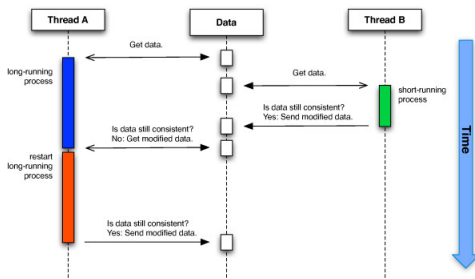 Thread A
Data
Thread B
Get data.
long-running
process
Get data.
short-running
process
Is data still consistent?
Yes: Send modified data.
Is data still consistent?
No: Get modified data.
restart
long-running
process
Time
Is data still consistent?
Yes: Send modified data.